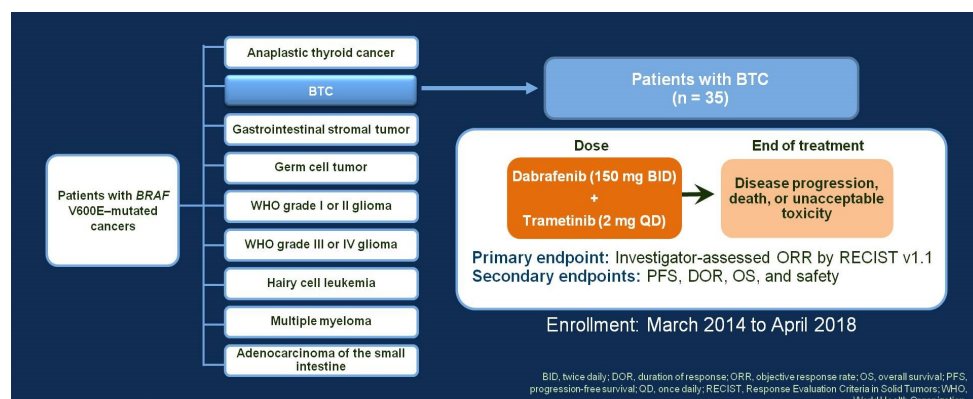 Patients with BRAF
V600E–mutated
cancers
Anaplastic thyroid cancer
BTC
Gastrointestinal stromal tumor
Germ cell tumor
WHO grade I or II glioma
WHO grade III or IV glioma
Hairy cell leukemia
Multiple myeloma
Adenocarcinoma of the small
intestine
Patients with BTC
(n = 35)
Dose
Dabrafenib (150 mg BID)
+
Trametinib (2 mg QD)
End of treatment
Disease progression,
death, or unacceptable
toxicity
Primary endpoint: Investigator-assessed ORR by RECIST v1.1
Secondary endpoints: PFS, DOR, OS, and safety
Enrollment: March 2014 to April 2018
BID, twice daily; DOR, duration of response; ORR, objective response rate; OS, overall survival; PFS,
progression-free survival; QD, once daily; RECIST, Response Evaluation Criteria in Solid Tumors; WHO,
World Health Organization